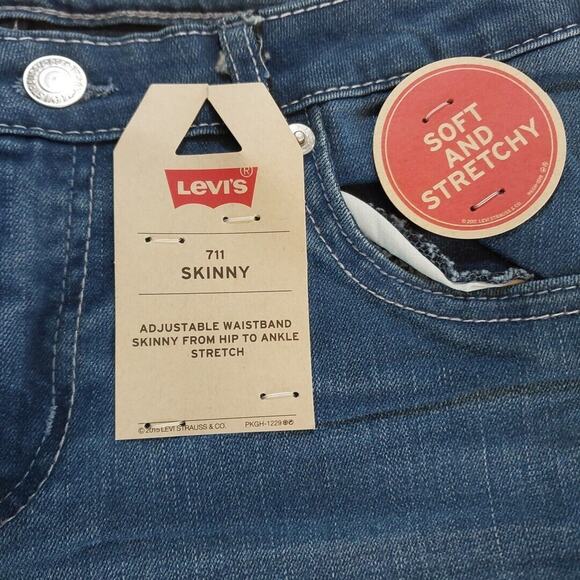 LEVI'S®
711
SKINNY
ADJUSTABLE WAISTBAND
SKINNY FROM HIP TO ANKLE
STRETCH
© 2015 LEVI STRAUSS & CO. PKGH-1229
SOFT
AND
STRETCHY
LEVI STRAUSS & CO.